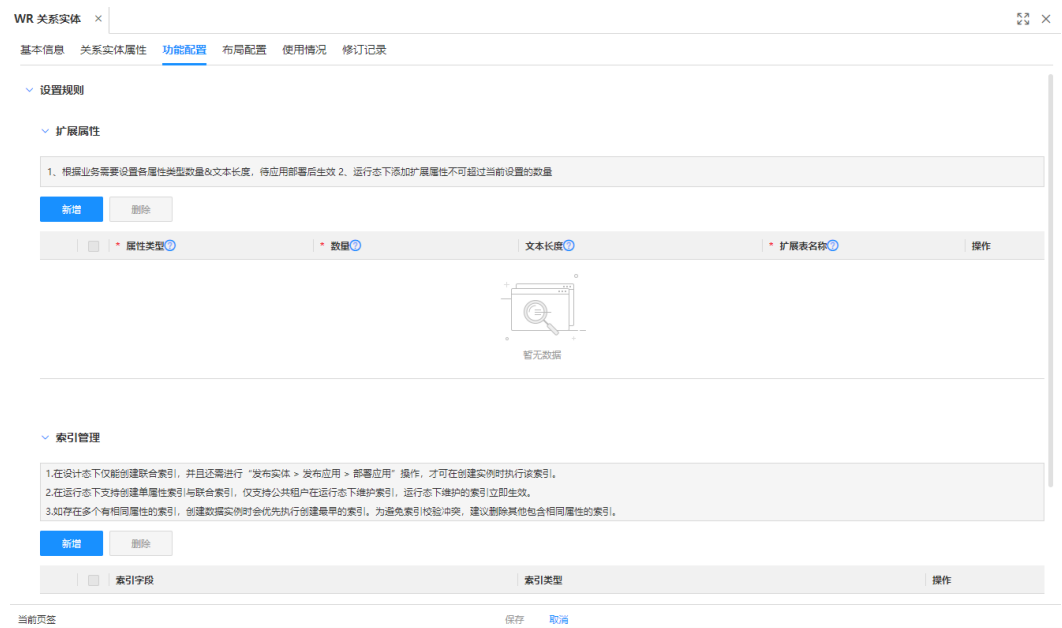 WR 关系实体 ×
基本信息 关系实体属性 功能配置 布局配置 使用情况 修订记录
设置规则
扩展属性
1、根据业务需要设置各属性类型数量&文本长度，待应用部署后生效 2、运行态下添加扩展属性不可超过当前设置的数量
新增 删除
* 属性类型? * 数量? 文本长度? * 扩展表名称? 操作
暂无数据
索引管理
1.在设计态下仅能创建联合索引，并且还需进行“发布实体 > 发布应用 > 部署应用”操作，才可在创建实例时执行该索引。
2.在运行态下支持创建单属性索引与联合索引，仅支持公共租户在运行态下维护索引，运行态下维护的索引立即生效。
3.如存在多个有相同属性的索引，创建数据实例时会优先执行创建最早的索引。为避免索引校验冲突，建议删除其他包含相同属性的索引。
新增 删除
索引字段 索引类型 操作
当前页签 保存 取消